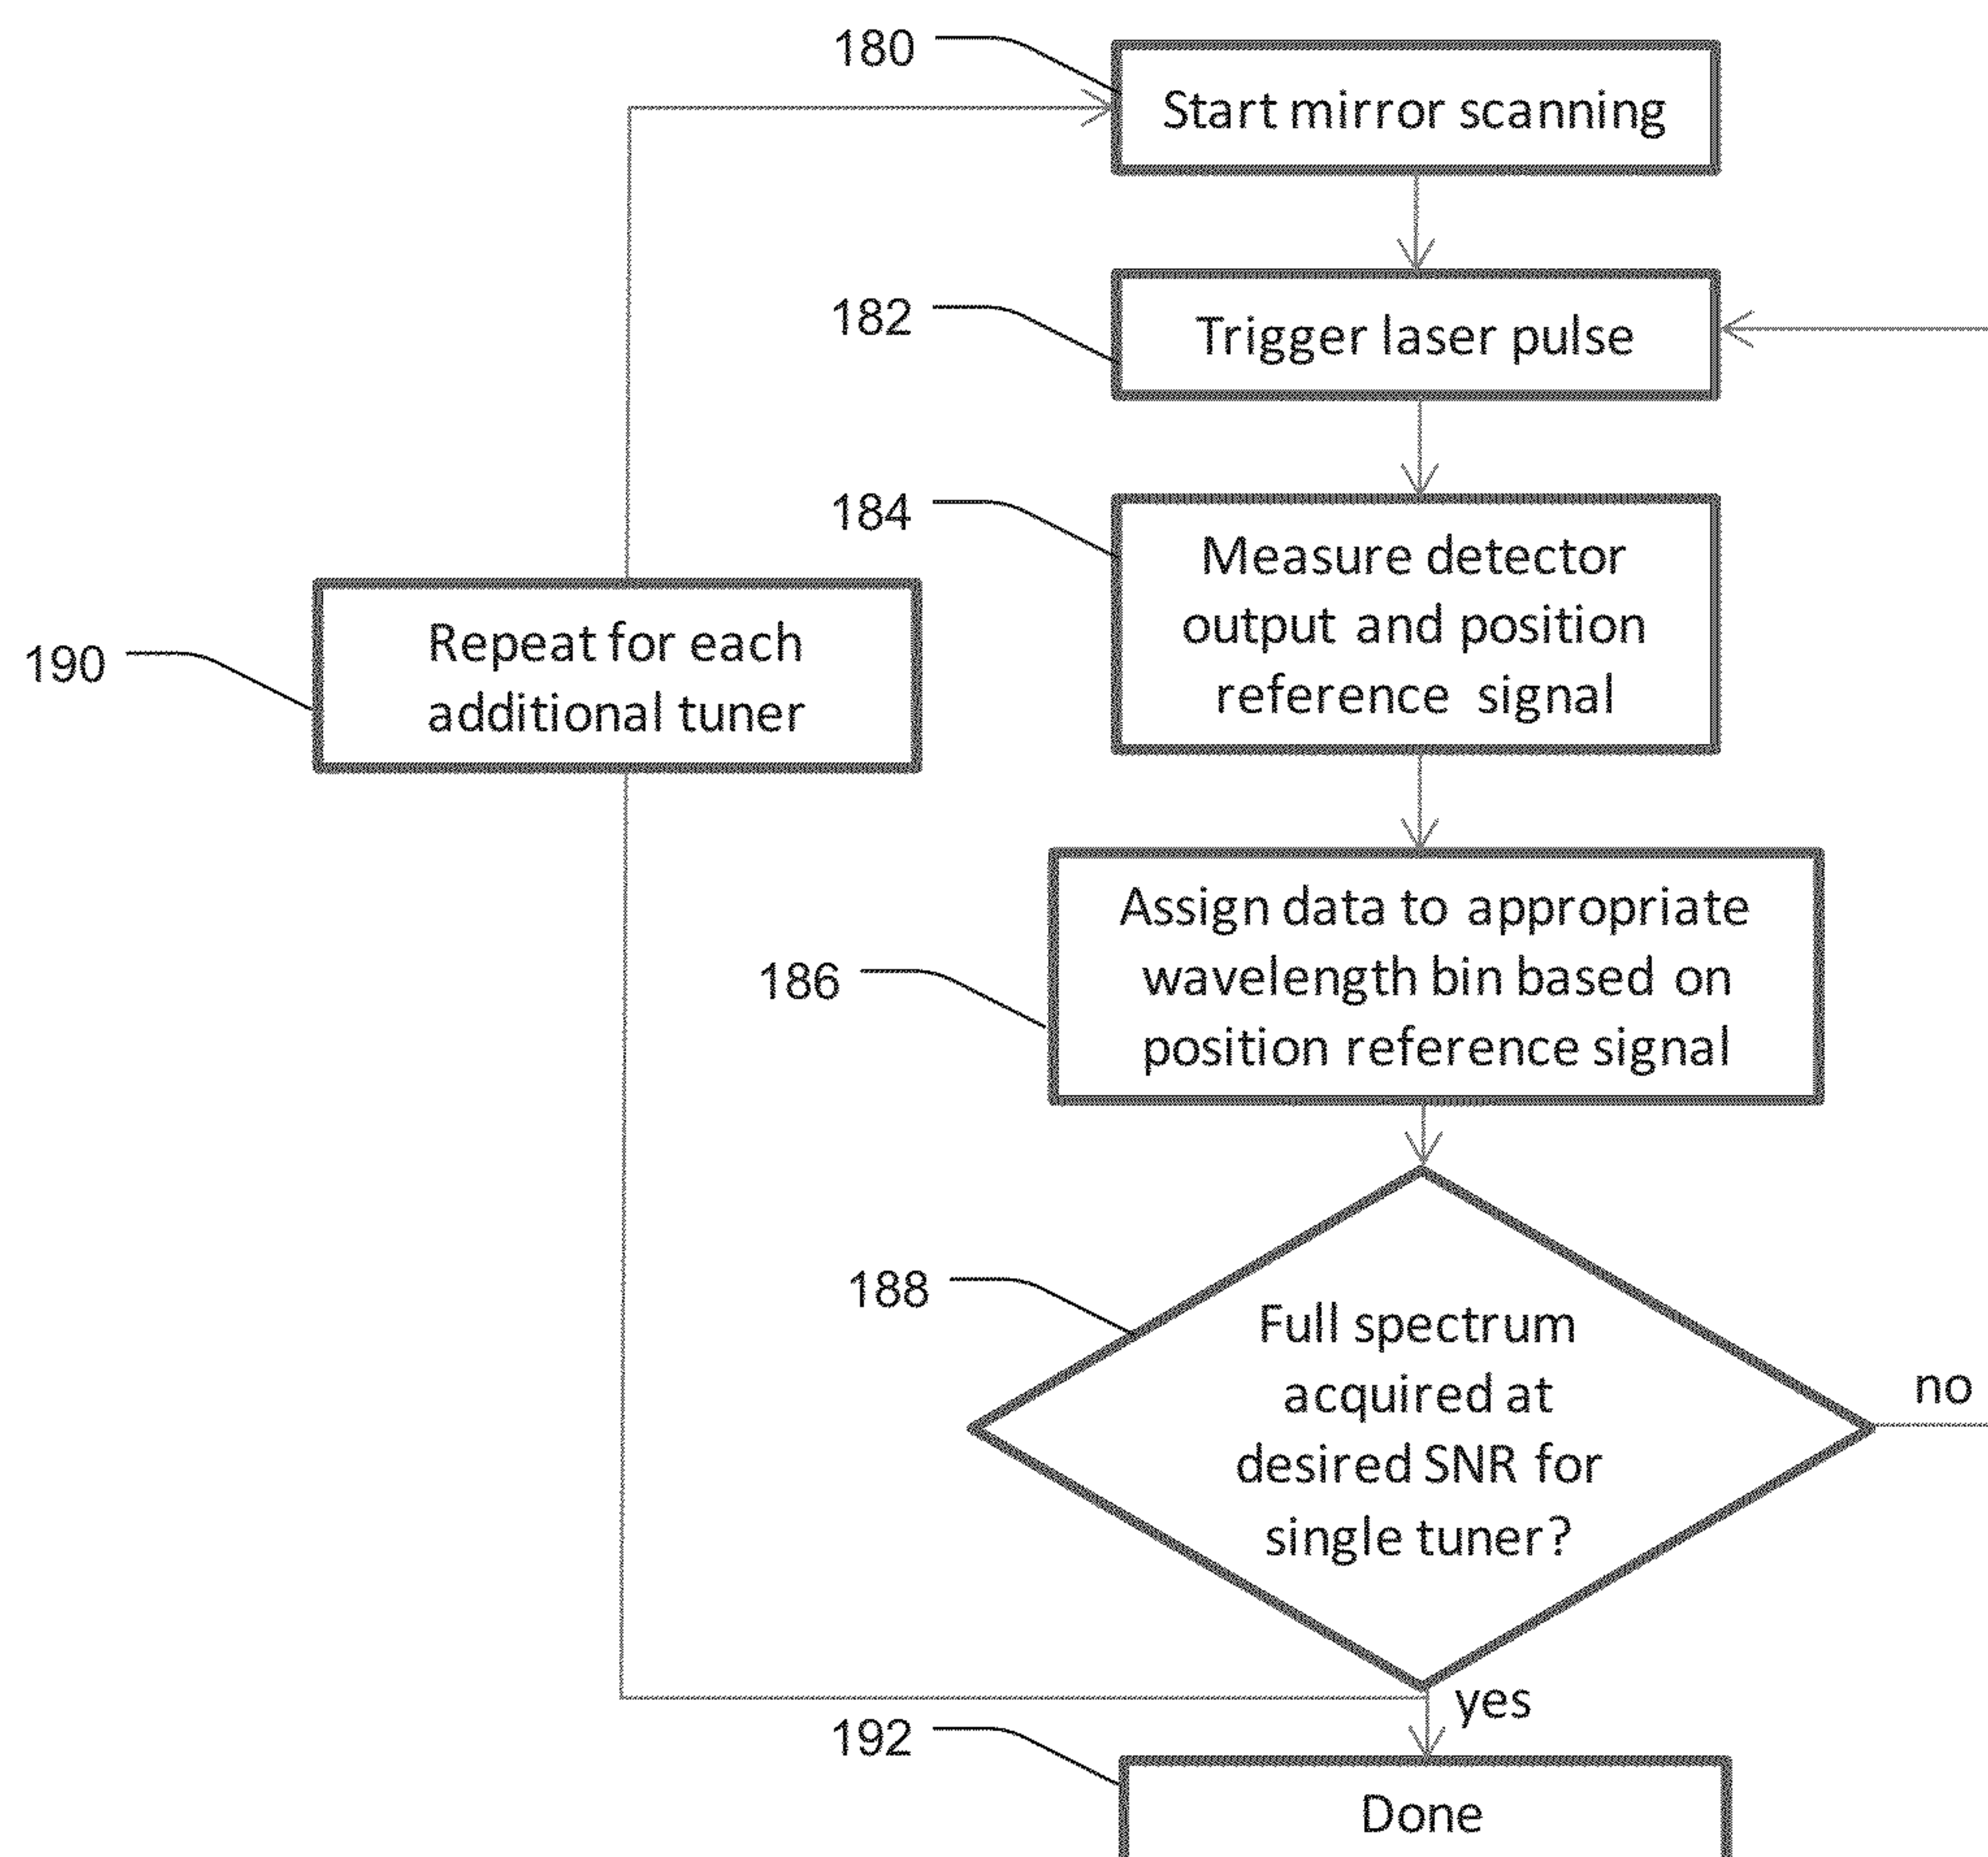 180
Start mirror scanning
182
Trigger laser pulse
184
Measure detector
output and position
reference signal
190
Repeat for each
additional tuner
186
Assign data to appropriate
wavelength bin based on
position reference signal
188
Full spectrum
acquired at
desired SNR for
single tuner?
no
yes
192
Done